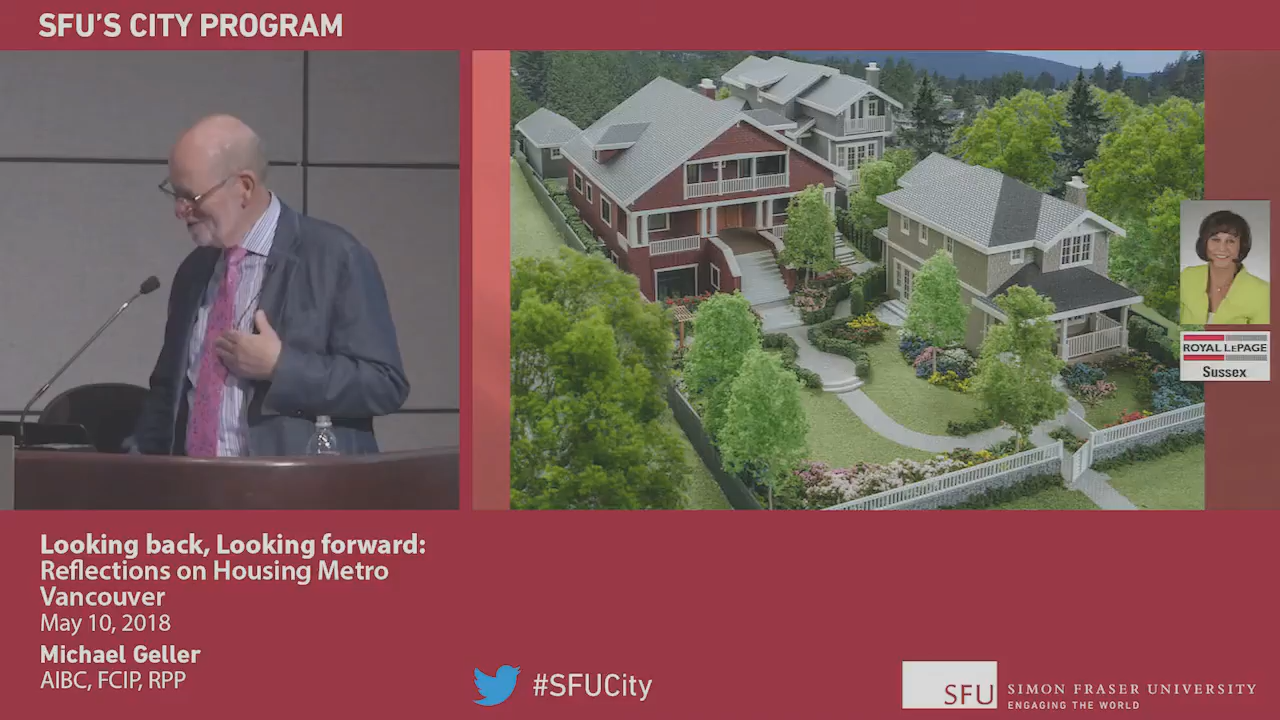 SFU'S CITY PROGRAM
ROYAL LEPAGE
Sussex
Looking back, Looking forward:
Reflections on Housing Metro
Vancouver
May 10, 2018
Michael Geller
AIBC, FCIP, RPP
#SFUCity
SFU
SIMON FRASER UNIVERSITY
ENGAGING THE WORLD